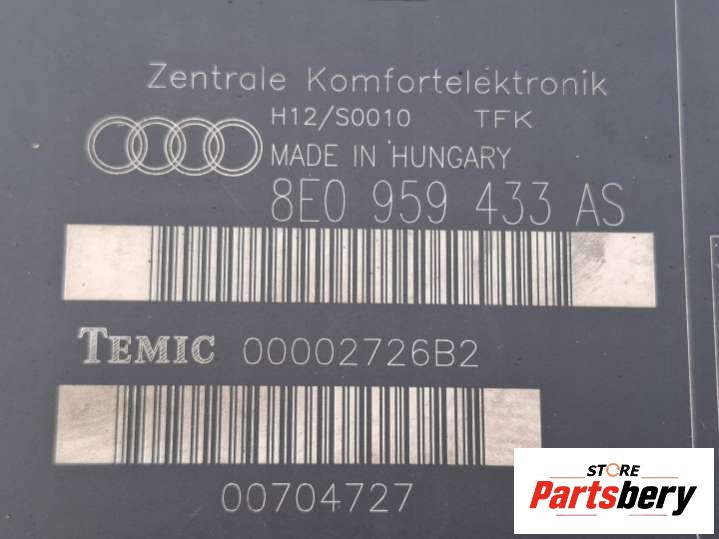 Zentrale Komfortelektronik
H12/S0010 TFK
MADE IN HUNGARY
8E0 959 433 AS
TEMIC 00002726B2
00704727
STORE
Partsbery